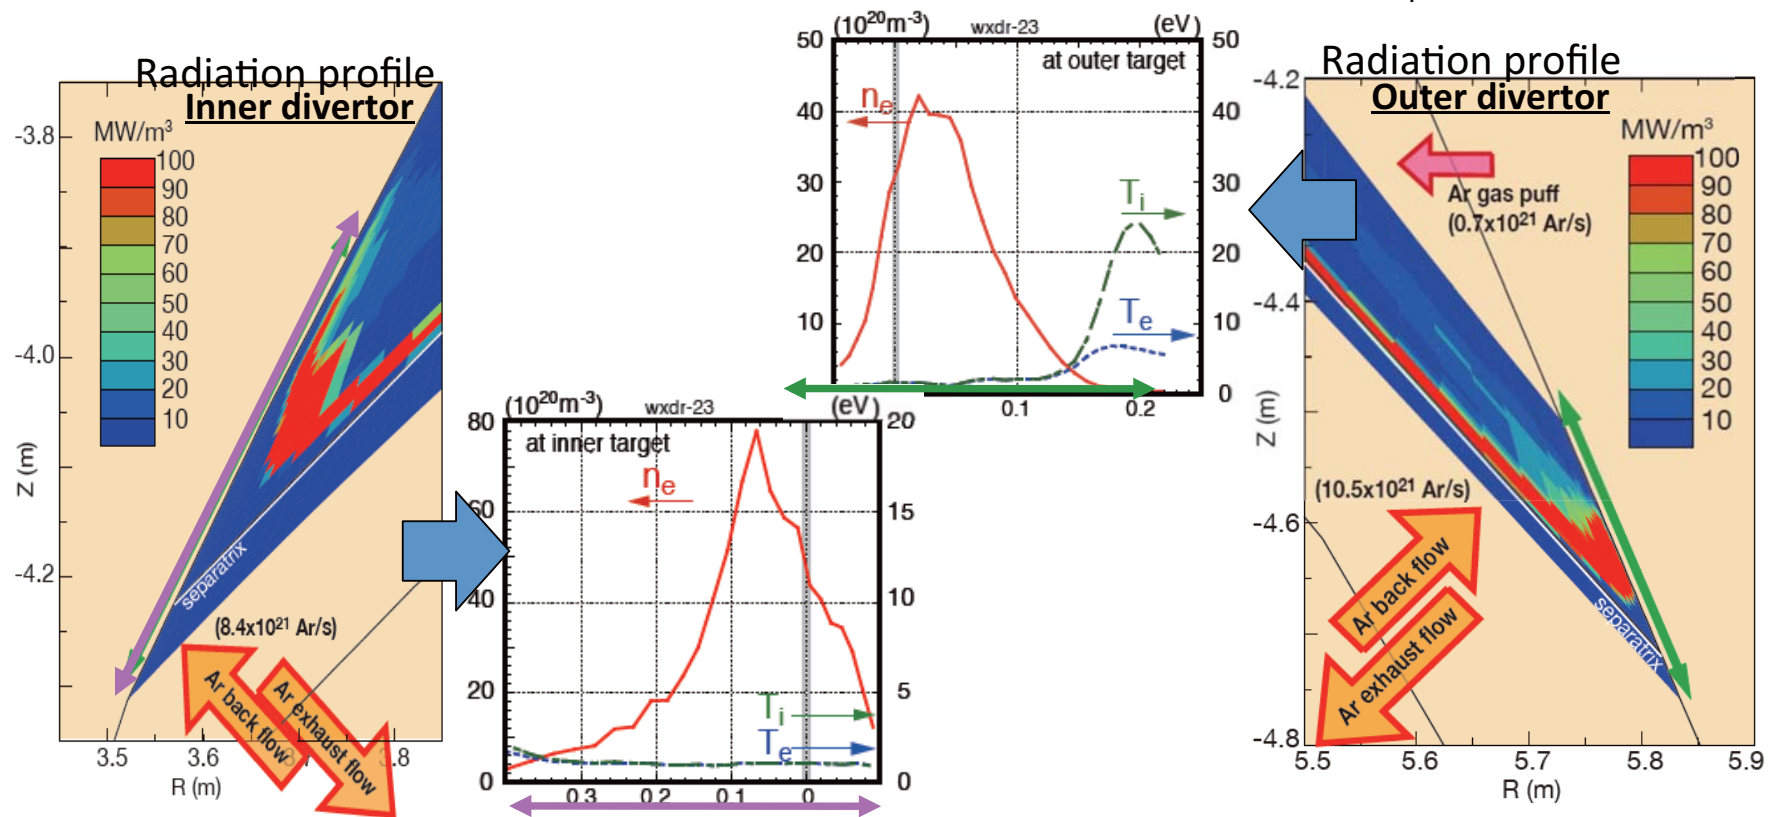 Radiation profile
Inner divertor
MW/m³
100
90
80
70
60
50
40
30
20
10
-3.8
-4.0
-4.2
Z (m)
separatrix
(8.4x10²¹ Ar/s)
Ar back flow
Ar exhaust flow
3.5
3.6
3.8
R (m)
(10²⁰m⁻³)
wxdr-23
(eV)
at outer target
nₑ
Tᵢ
Tₑ
50
40
30
20
10
50
40
30
20
10
0
0.1
0.2
(10²⁰m⁻³)
wxdr-23
(eV)
at inner target
nₑ
Tᵢ
Tₑ
80
60
40
20
0
20
15
10
5
0
0.3
0.2
0.1
0
Radiation profile
Outer divertor
MW/m³
100
90
80
70
60
50
40
30
20
10
Ar gas puff
(0.7x10²¹ Ar/s)
-4.2
-4.4
-4.6
-4.8
Z (m)
(10.5x10²¹ Ar/s)
Ar back flow
Ar exhaust flow
separatrix
5.5
5.6
5.7
5.8
5.9
R (m)